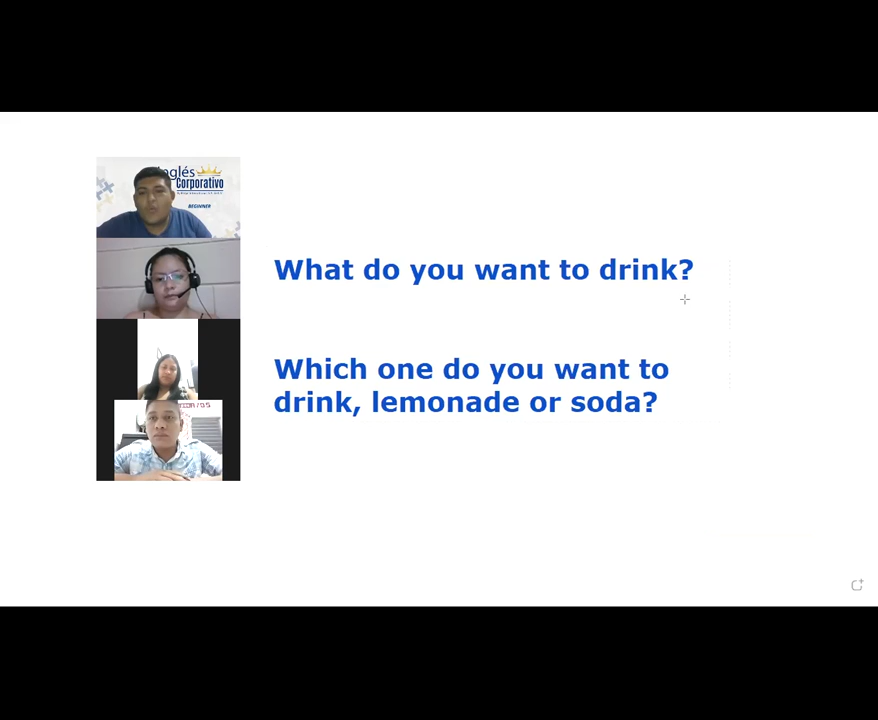 Inglés
Corporativo
BEGINNER
What do you want to drink?
Which one do you want to
drink, lemonade or soda?